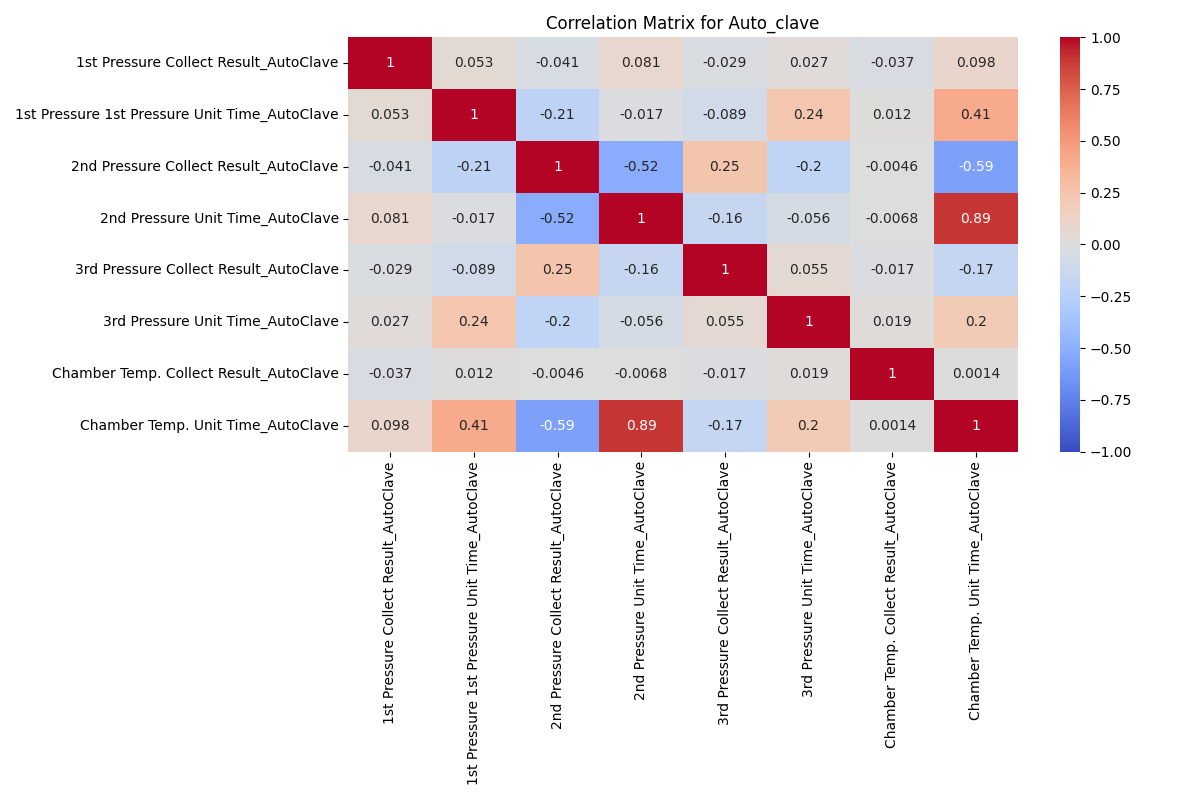 Correlation Matrix for Auto_clave
1st Pressure Collect Result_AutoClave
1 0.053 -0.041 0.081 -0.029 0.027 -0.037 0.098
1st Pressure 1st Pressure Unit Time_AutoClave
0.053 1 -0.21 -0.017 -0.089 0.24 0.012 0.41
2nd Pressure Collect Result_AutoClave
-0.041 -0.21 1 -0.52 0.25 -0.2 -0.0046 -0.59
2nd Pressure Unit Time_AutoClave
0.081 -0.017 -0.52 1 -0.16 -0.056 -0.0068 0.89
3rd Pressure Collect Result_AutoClave
-0.029 -0.089 0.25 -0.16 1 0.055 -0.017 -0.17
3rd Pressure Unit Time_AutoClave
0.027 0.24 -0.2 -0.056 0.055 1 0.019 0.2
Chamber Temp. Collect Result_AutoClave
-0.037 0.012 -0.0046 -0.0068 -0.017 0.019 1 0.0014
Chamber Temp. Unit Time_AutoClave
0.098 0.41 -0.59 0.89 -0.17 0.2 0.0014 1
1st Pressure Collect Result_AutoClave
1st Pressure 1st Pressure Unit Time_AutoClave
2nd Pressure Collect Result_AutoClave
2nd Pressure Unit Time_AutoClave
3rd Pressure Collect Result_AutoClave
3rd Pressure Unit Time_AutoClave
Chamber Temp. Collect Result_AutoClave
Chamber Temp. Unit Time_AutoClave
1.00
0.75
0.50
0.25
0.00
−0.25
−0.50
−0.75
−1.00